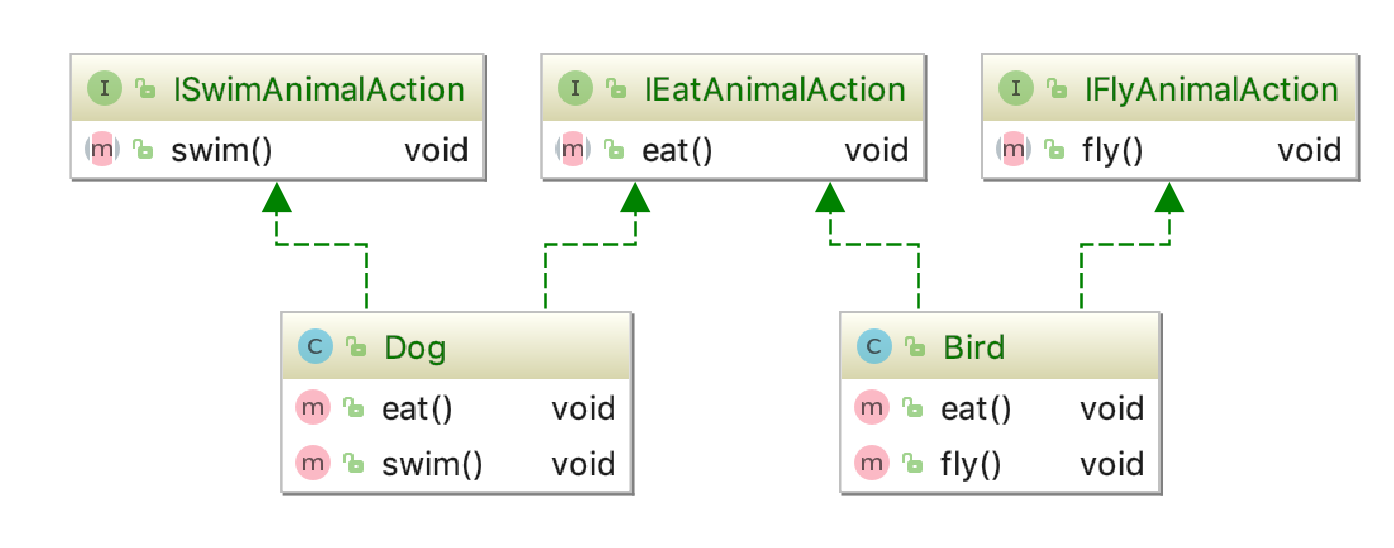 I ISwimAnimalAction
m swim() void
I IEatAnimalAction
m eat() void
I IFlyAnimalAction
m fly() void
C Dog
m eat() void
m swim() void
C Bird
m eat() void
m fly() void